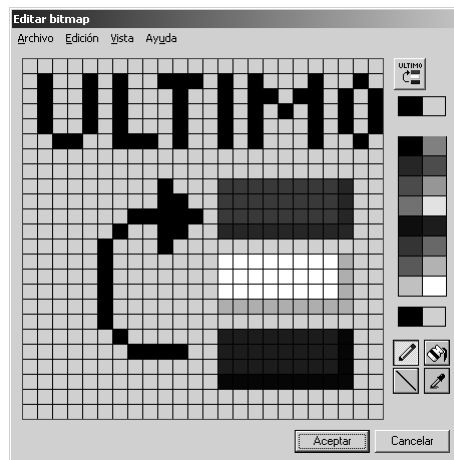 Editar bitmap
Archivo Edición Vista Ayuda
ULTIMO
ULTIMO
Aceptar Cancelar